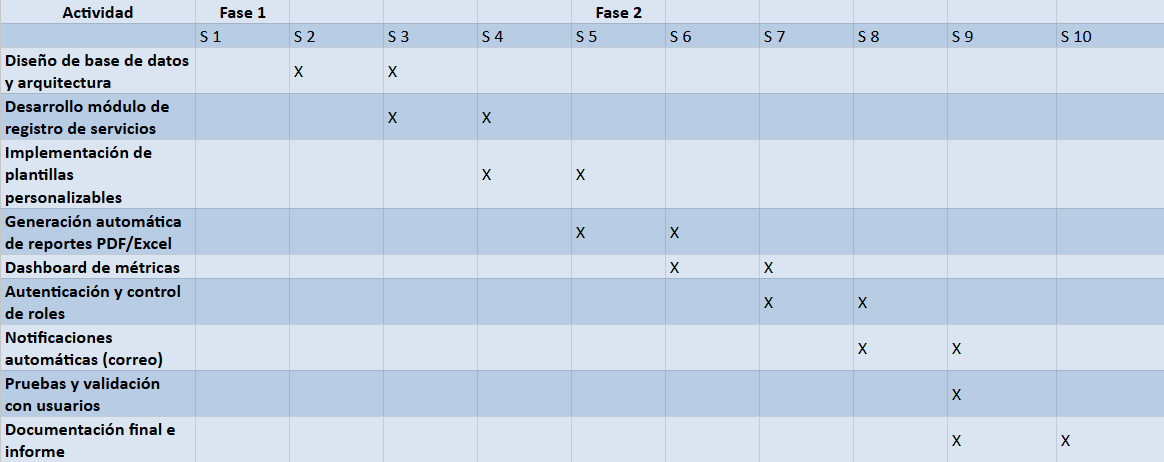 Actividad Fase 1 Fase 2
S 1 S 2 S 3 S 4 S 5 S 6 S 7 S 8 S 9 S 10
Diseño de base de datos
y arquitectura X X
Desarrollo módulo de
registro de servicios X X
Implementación de
plantillas X X
personalizables
Generación automática
de reportes PDF/Excel X X
Dashboard de métricas X X
Autenticación y control
de roles X X
Notificaciones
automáticas (correo) X X
Pruebas y validación
con usuarios X
Documentación final e
informe X X